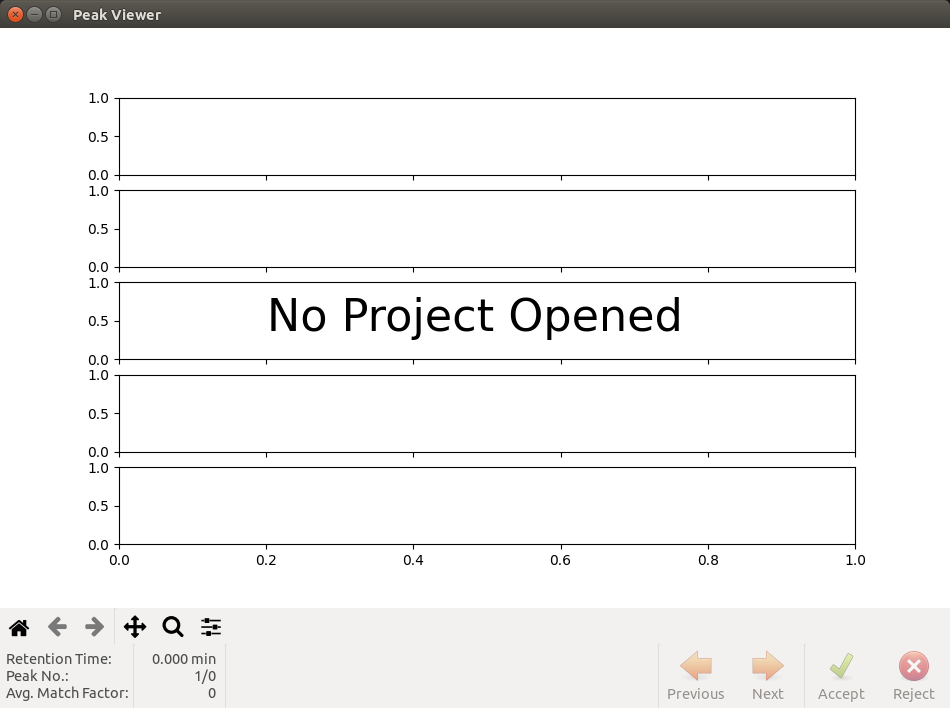 Peak Viewer
1.0
0.5
0.0
1.0
0.5
0.0
1.0
0.5
No Project Opened
0.0
1.0
0.5
0.0
1.0
0.5
0.0
0.0 0.2 0.4 0.6 0.8 1.0
Retention Time: 0.000 min
Peak No.: 1/0
Avg. Match Factor: 0
Previous Next Accept Reject